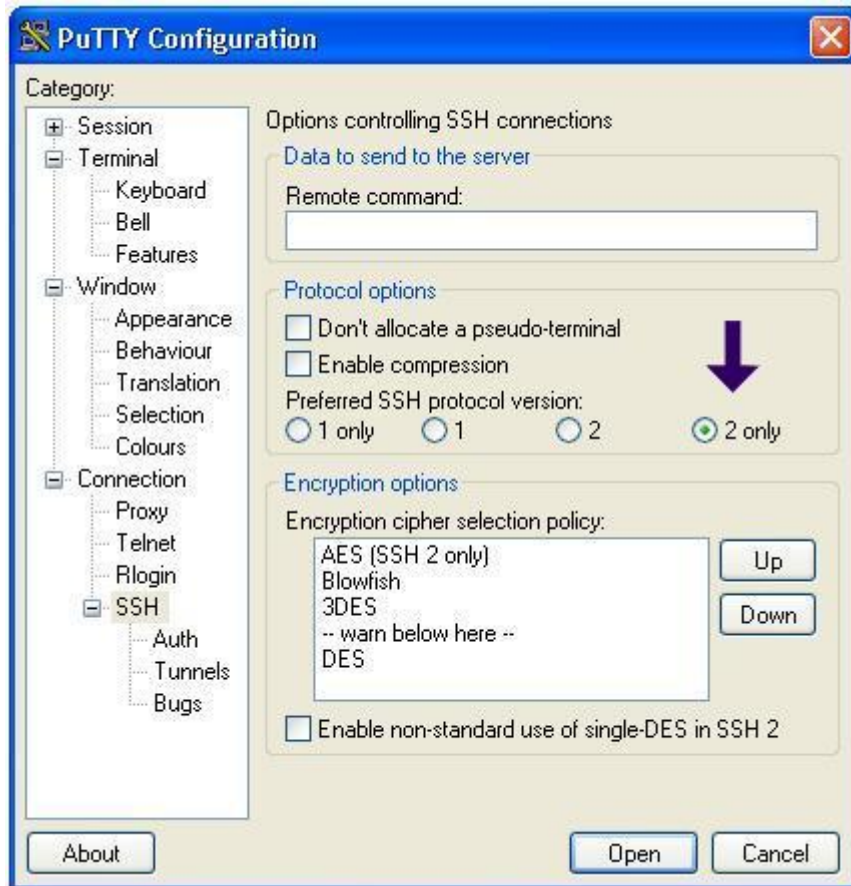 PuTTY Configuration
Category:
Session
Terminal
Keyboard
Bell
Features
Window
Appearance
Behaviour
Translation
Selection
Colours
Connection
Proxy
Telnet
Rlogin
SSH
Auth
Tunnels
Bugs
Options controlling SSH connections
Data to send to the server
Remote command:
Protocol options
Don't allocate a pseudo-terminal
Enable compression
Preferred SSH protocol version:
1 only 1 2 2 only
Encryption options
Encryption cipher selection policy:
AES (SSH 2 only)
Blowfish
3DES
-- warn below here --
DES
Up
Down
Enable non-standard use of single-DES in SSH 2
About Open Cancel